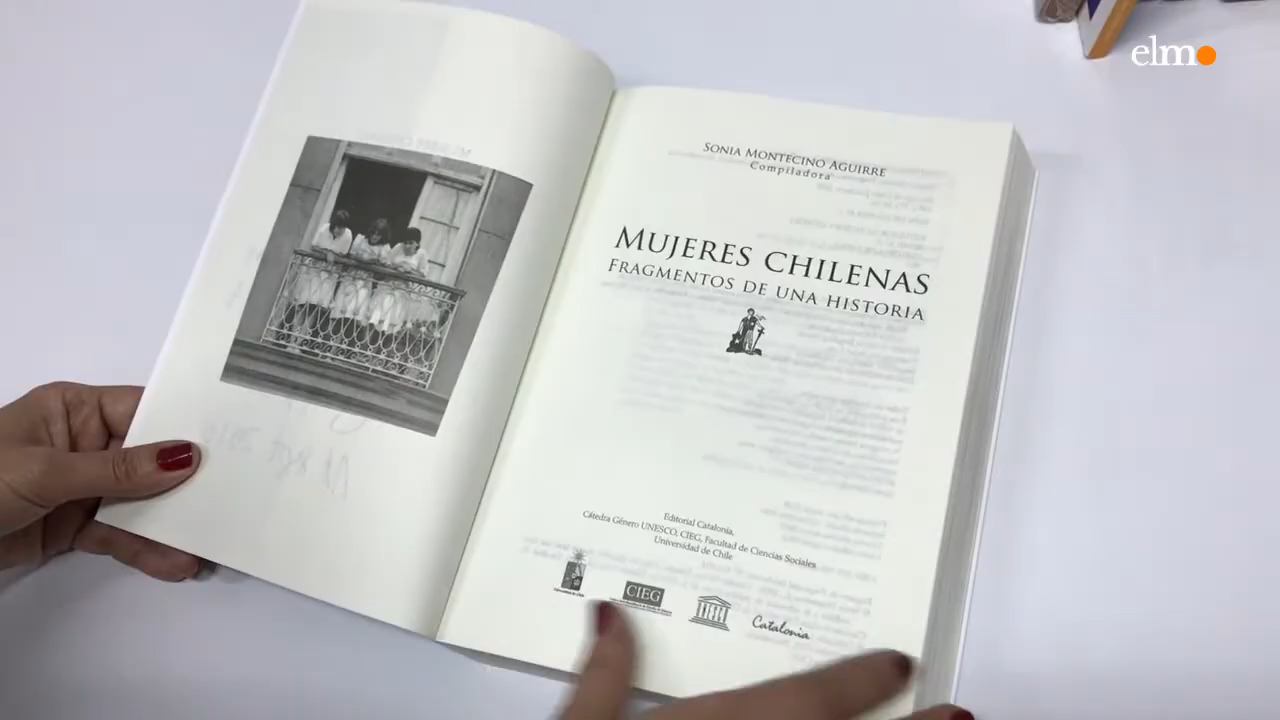 elmo
SONIA MONTECINO AGUIRRE
Compiladora
MUJERES CHILENAS
FRAGMENTOS DE UNA HISTORIA
Editorial Catalonia,
Cátedra Género UNESCO, CIEG, Facultad de Ciencias Sociales
Universidad de Chile
CIEG
Catalonia